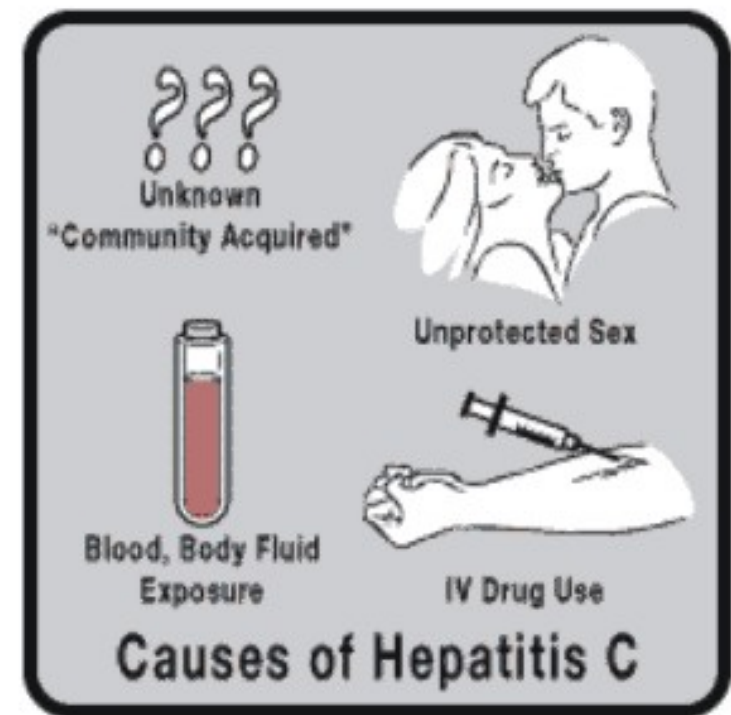 ???
Unknown
"Community Acquired"
Unprotected Sex
Blood, Body Fluid
Exposure
IV Drug Use
Causes of Hepatitis C